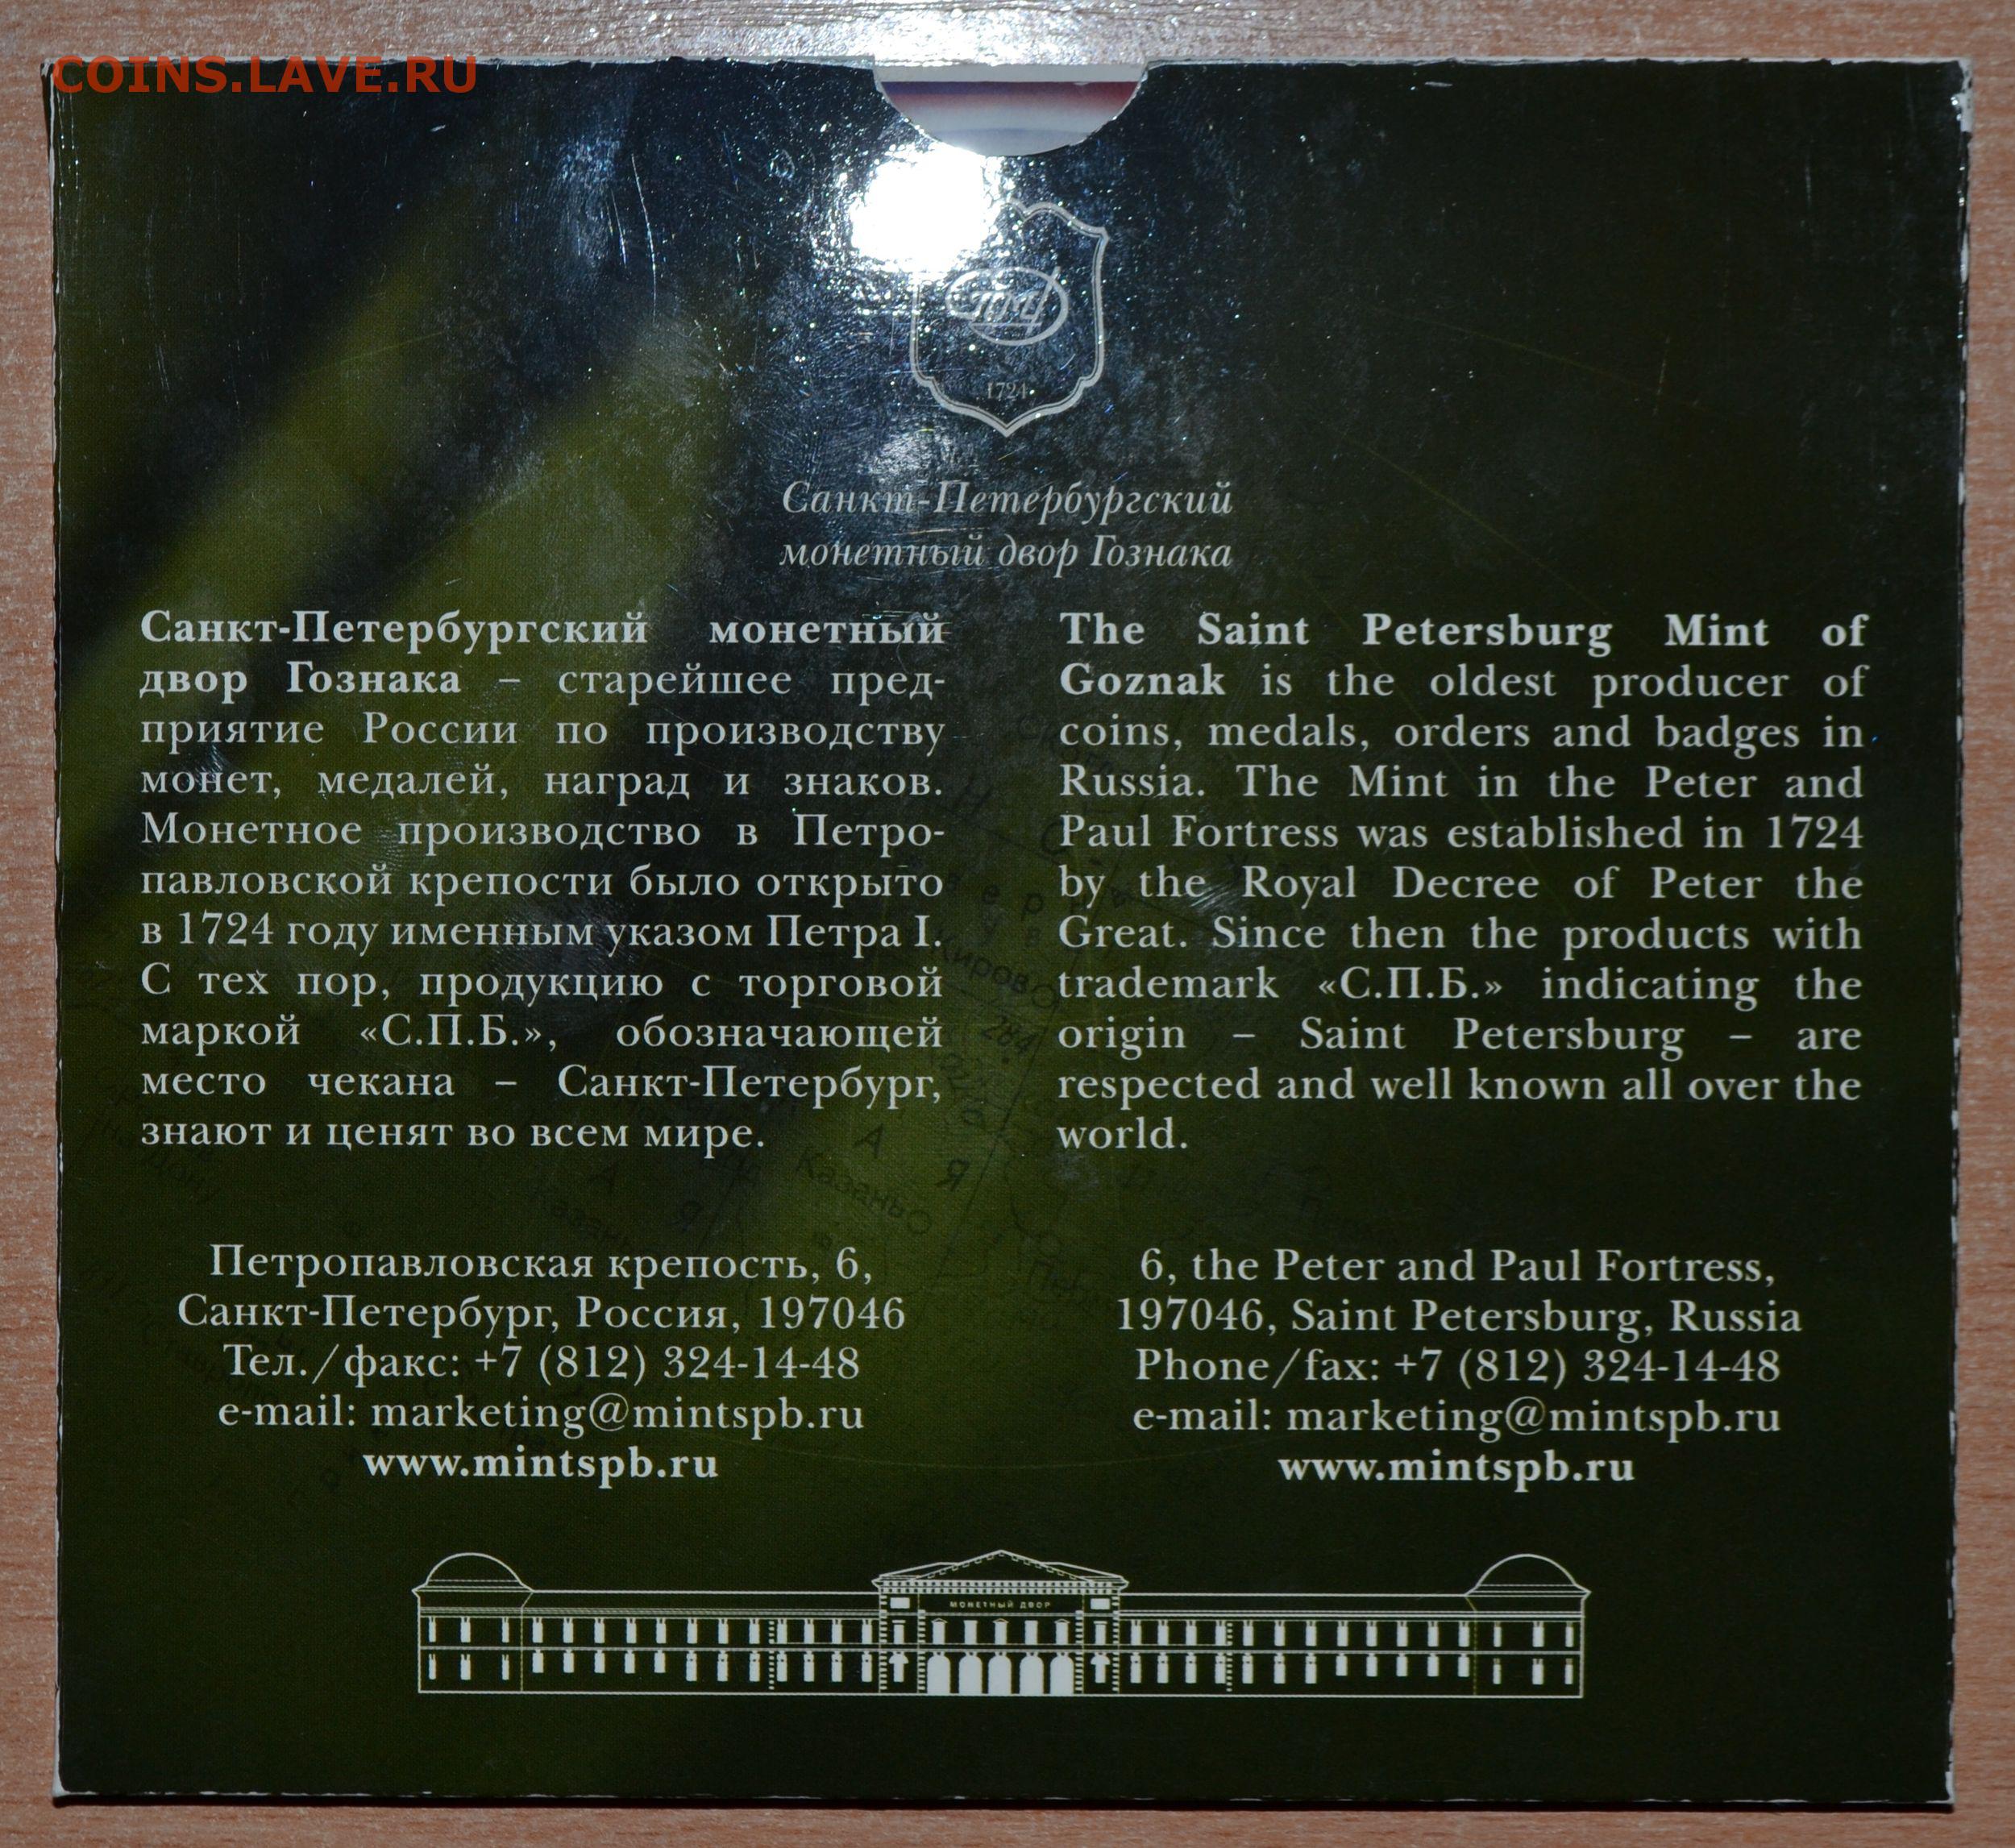 COINS.LAVE.RU
1724
Санкт-Петербургский
монетный двор Гознака
Санкт-Петербургский монетный
двор Гознака – старейшее пред-
приятие России по производству
монет, медалей, наград и знаков.
Монетное производство в Петро-
павловской крепости было открыто
в 1724 году именным указом Петра I.
С тех пор, продукцию с торговой
маркой «С.П.Б.», обозначающей
место чекана – Санкт-Петербург,
знают и ценят во всем мире.
Петропавловская крепость, 6,
Санкт-Петербург, Россия, 197046
Тел./факс: +7 (812) 324-14-48
e-mail: marketing@mintspb.ru
www.mintspb.ru
The Saint Petersburg Mint of
Goznak is the oldest producer of
coins, medals, orders and badges in
Russia. The Mint in the Peter and
Paul Fortress was established in 1724
by the Royal Decree of Peter the
Great. Since then the products with
trademark «С.П.Б.» indicating the
origin – Saint Petersburg – are
respected and well known all over the
world.
6, the Peter and Paul Fortress,
197046, Saint Petersburg, Russia
Phone/fax: +7 (812) 324-14-48
e-mail: marketing@mintspb.ru
www.mintspb.ru
Киров
284
Казань
МОНЕТНЫЙ ДВОР